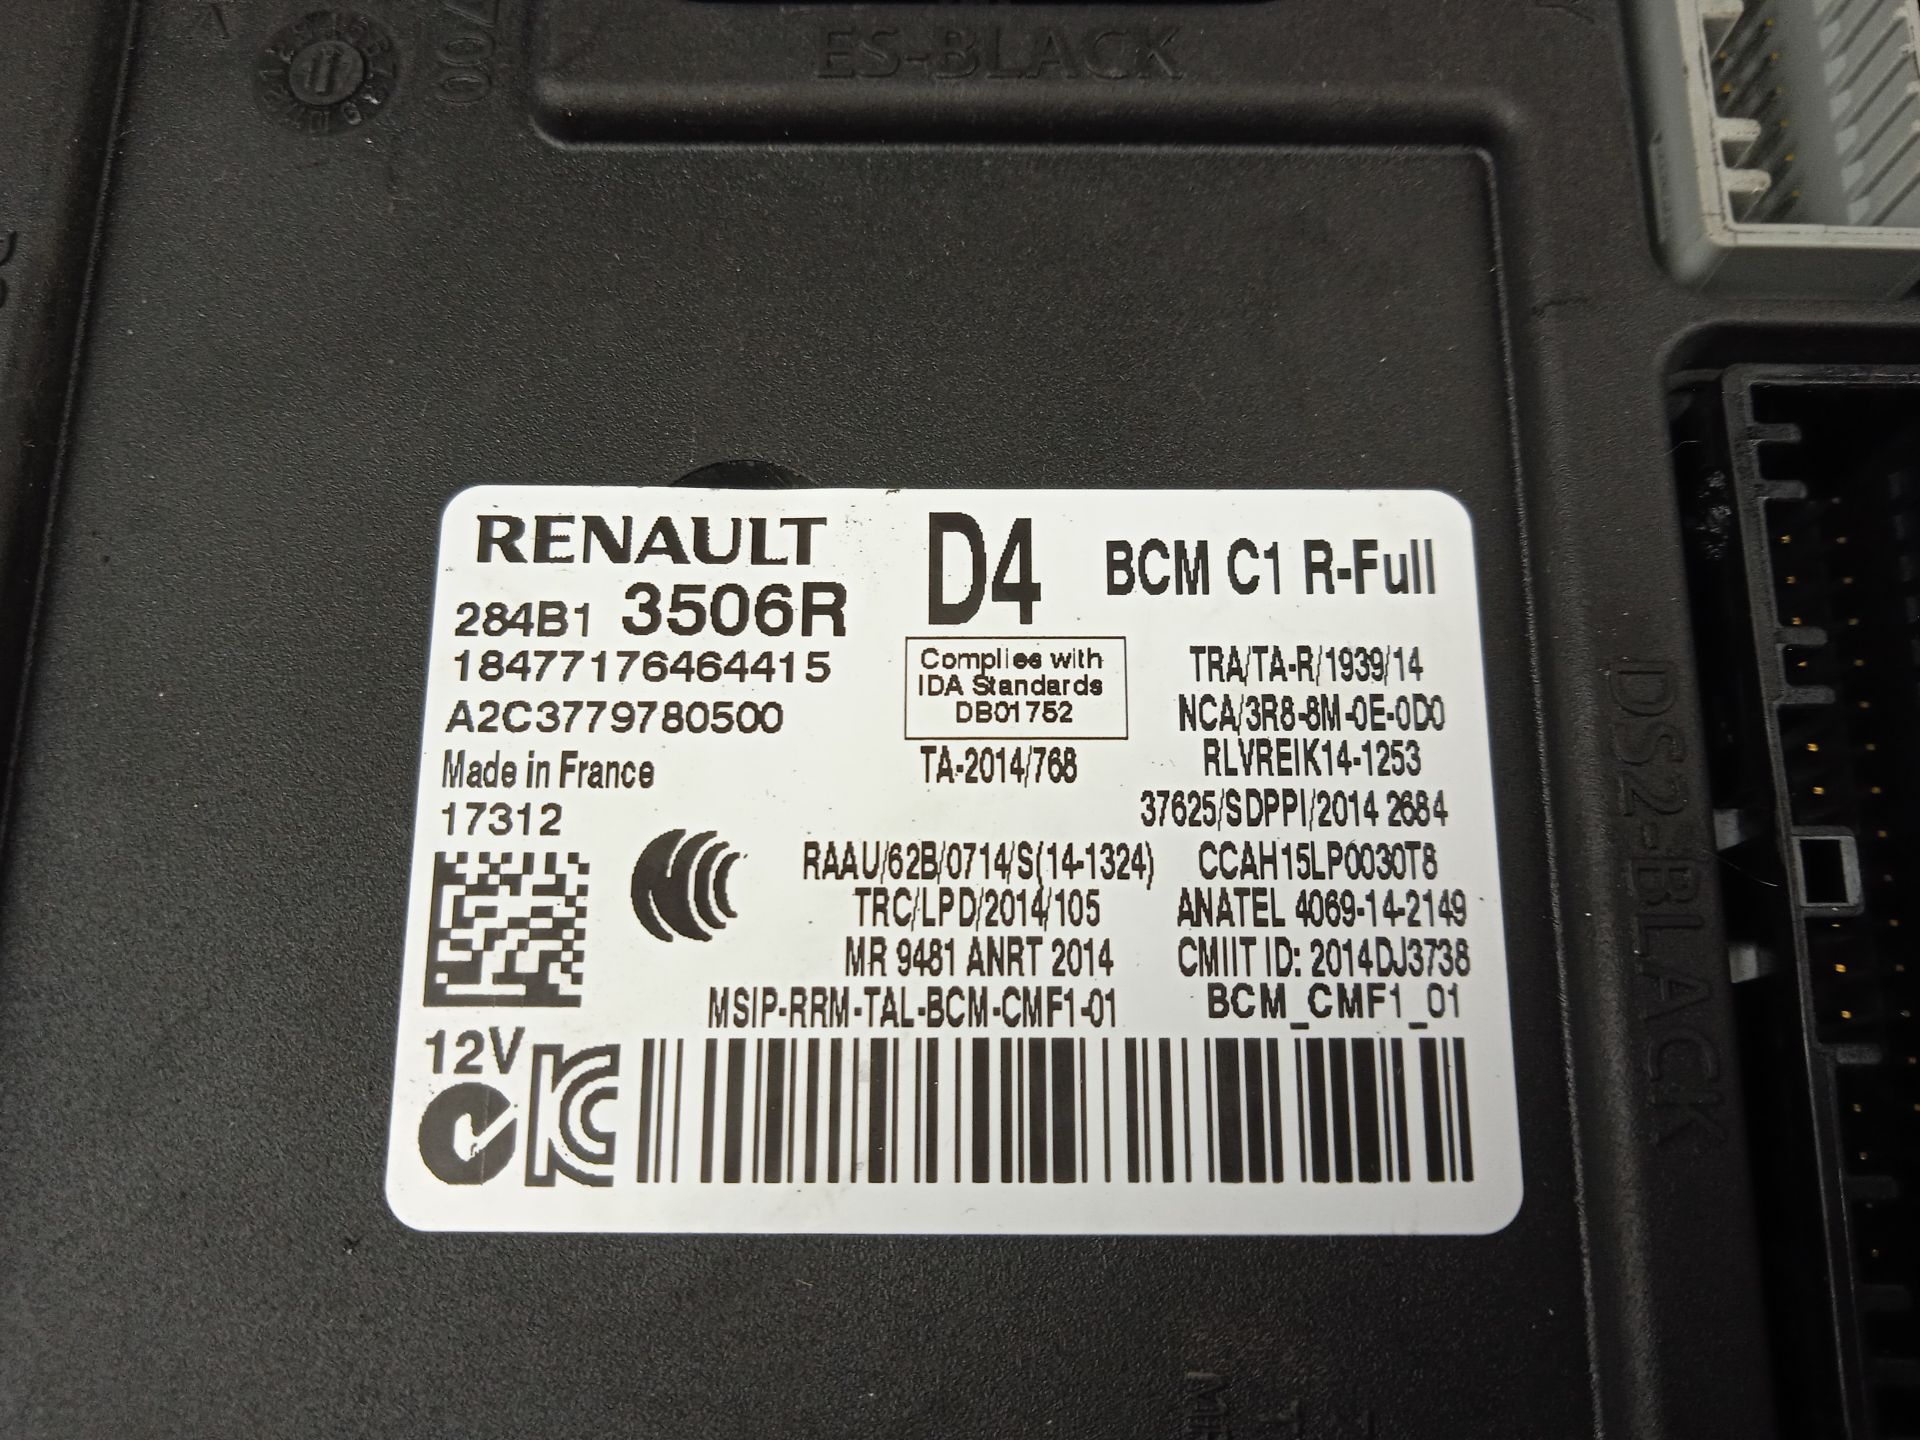 ES-BLACK
RENAULT
D4
BCM C1 R-Full
284B1 3506R
18477176464415
A2C3779780500
Made in France
17312
Complies with
IDA Standards
DB01752
TA-2014/768
TRA/TA-R/1939/14
NCA/3R8-8M-0E-0D0
RLVREIK14-1253
37625/SDPPI/2014 2684
RAAU/62B/0714/S(14-1324)
CCAH15LP0030T8
TRC/LPD/2014/105
ANATEL 4069-14-2149
MR 9481 ANRT 2014
CMIIT ID: 2014DJ3738
MSIP-RRM-TAL-BCM-CMF1-01
BCM_CMF1_01
12V
DS2-BLACK